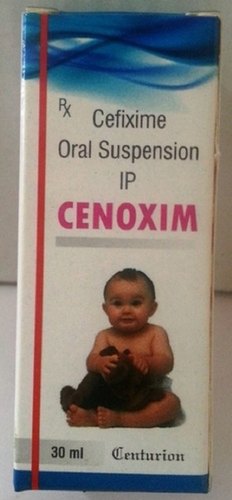 Rx Cefixime
Oral Suspension
IP
CENOXIM
30 ml Centurion